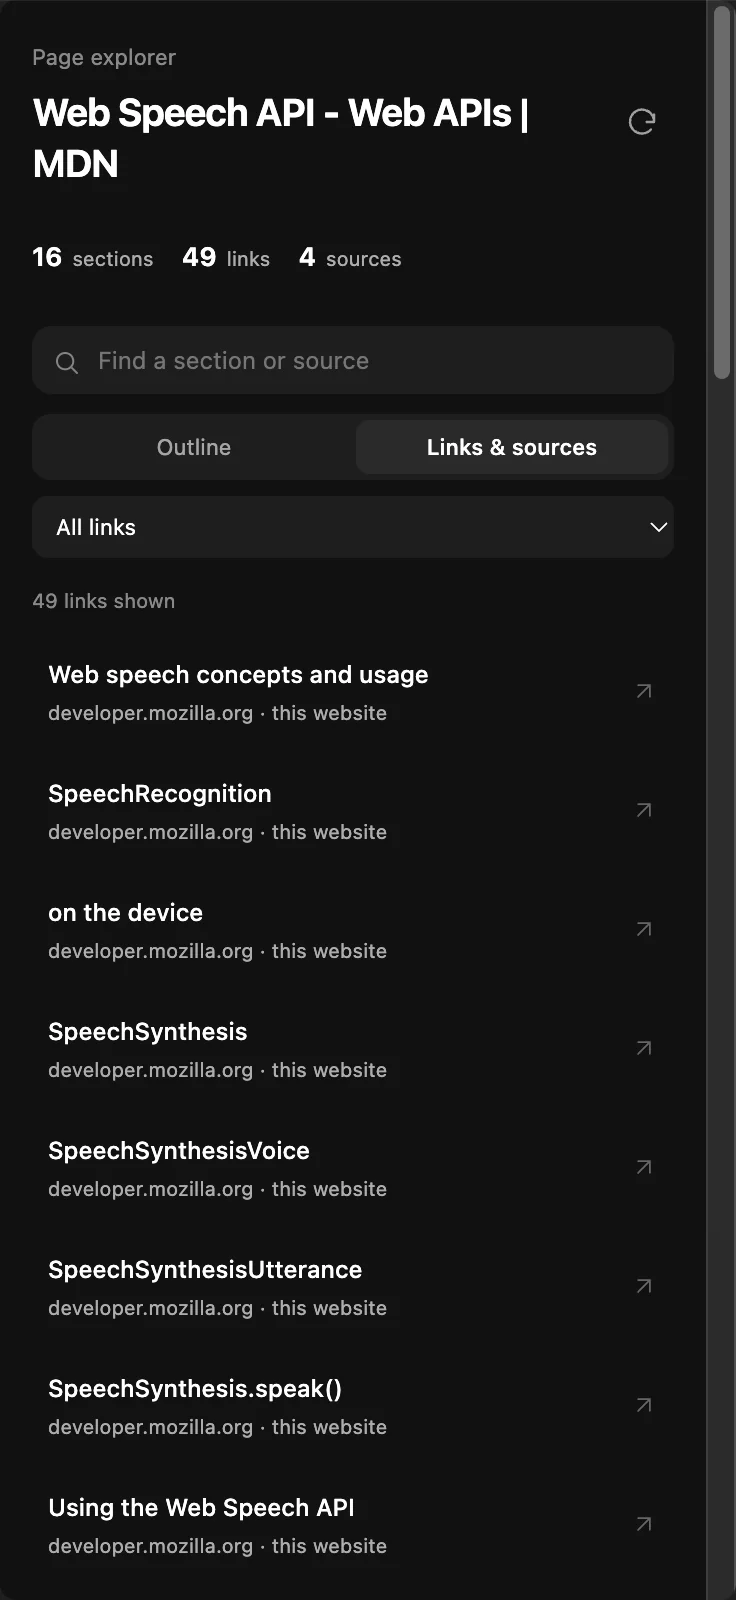 Page explorer
Web Speech API - Web APIs |
MDN
16 sections 49 links 4 sources
Find a section or source
Outline Links & sources
All links
49 links shown
Web speech concepts and usage
developer.mozilla.org · this website
SpeechRecognition
developer.mozilla.org · this website
on the device
developer.mozilla.org · this website
SpeechSynthesis
developer.mozilla.org · this website
SpeechSynthesisVoice
developer.mozilla.org · this website
SpeechSynthesisUtterance
developer.mozilla.org · this website
SpeechSynthesis.speak()
developer.mozilla.org · this website
Using the Web Speech API
developer.mozilla.org · this website